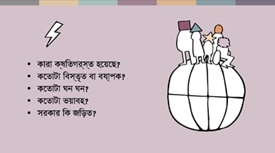 কারা ক্ষতিগ্রস্ত হয়েছে?
কতোটা বিস্তৃত বা ব্যাপক?
কতোটা ঘন ঘন?
কতোটা ভয়াবহ?
সরকার কি জড়িত?